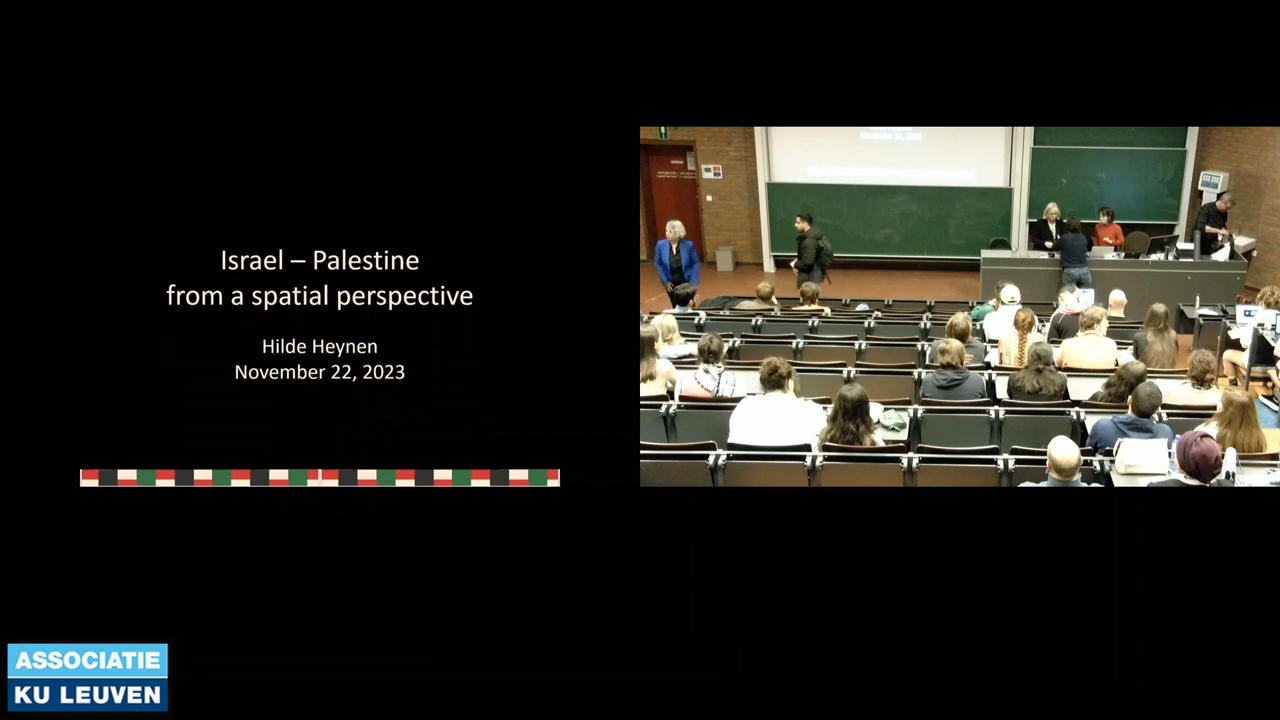 Israel – Palestine
from a spatial perspective
Hilde Heynen
November 22, 2023
ASSOCIATIE
KU LEUVEN